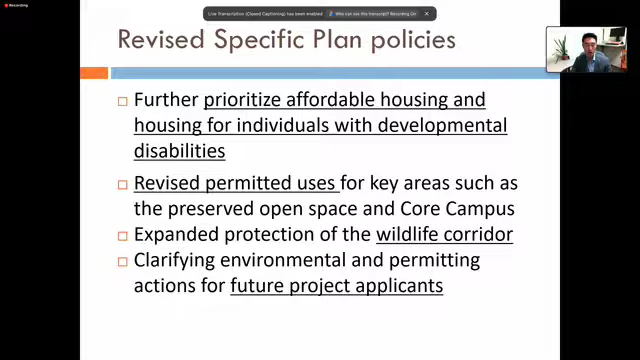 Recording
Live Transcription (Closed Captioning) has been enabled
Who can see this transcript? Recording On
Revised Specific Plan policies
Further prioritize affordable housing and
housing for individuals with developmental
disabilities
Revised permitted uses for key areas such as
the preserved open space and Core Campus
Expanded protection of the wildlife corridor
Clarifying environmental and permitting
actions for future project applicants